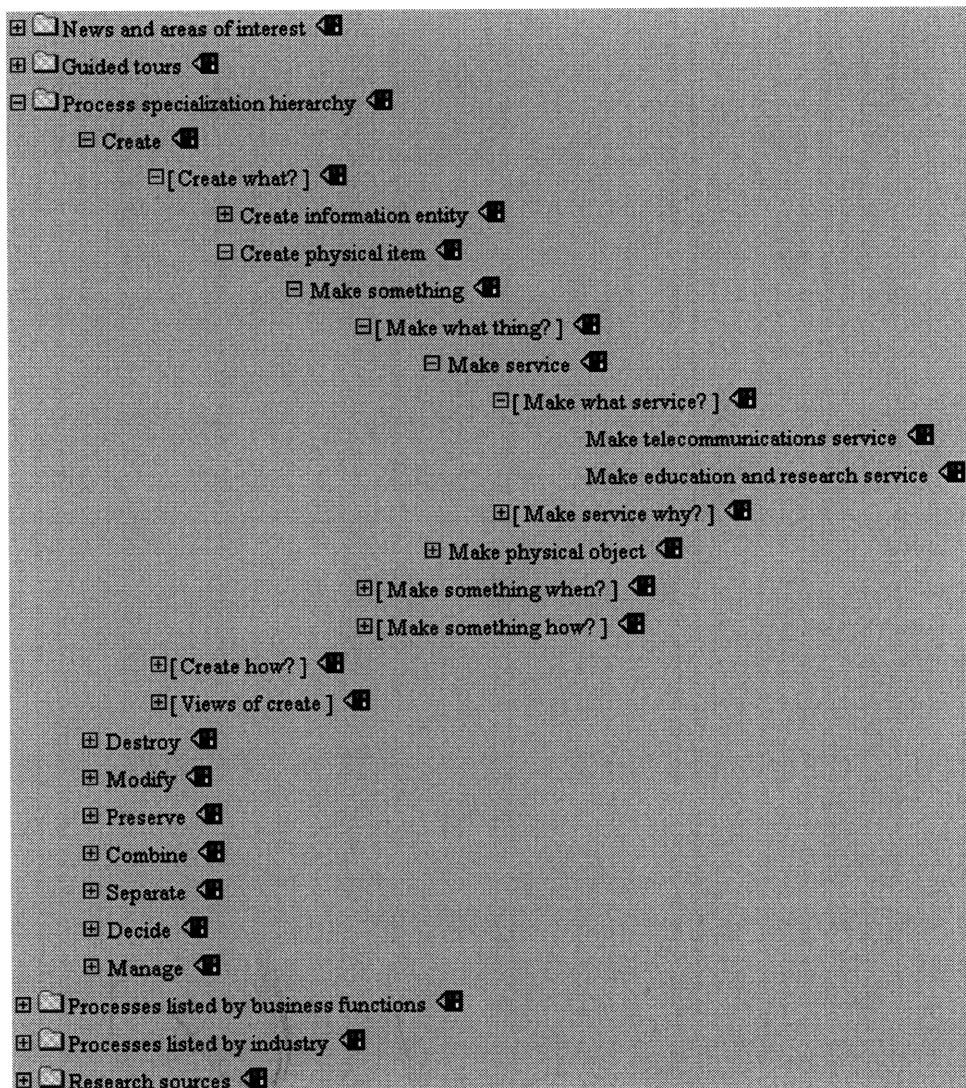 News and areas of interest
Guided tours
Process specialization hierarchy
Create
[ Create what? ]
Create information entity
Create physical item
Make something
[ Make what thing? ]
Make service
[ Make what service? ]
Make telecommunications service
Make education and research service
[ Make service why? ]
Make physical object
[ Make something when? ]
[ Make something how? ]
[ Create how? ]
[ Views of create ]
Destroy
Modify
Preserve
Combine
Separate
Decide
Manage
Processes listed by business functions
Processes listed by industry
Research sources